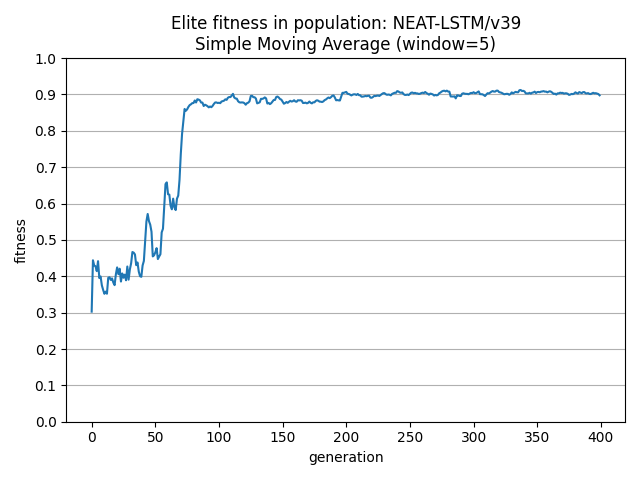 Elite fitness in population: NEAT-LSTM/v39
Simple Moving Average (window=5)
1.0
0.9
0.8
0.7
0.6
0.5
0.4
0.3
0.2
0.1
0.0
fitness
0 50 100 150 200 250 300 350 400
generation